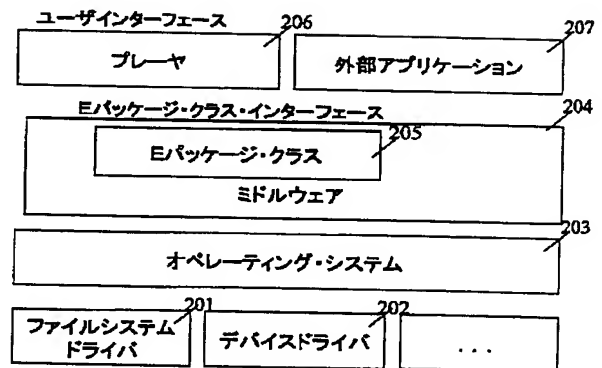 ユーザインターフェース
206
207
プレーヤ
外部アプリケーション
Eパッケージ・クラス・インターフェース
204
205
Eパッケージ・クラス
ミドルウェア
203
オペレーティング・システム
201
202
ファイルシステム
ドライバ
デバイスドライバ
...